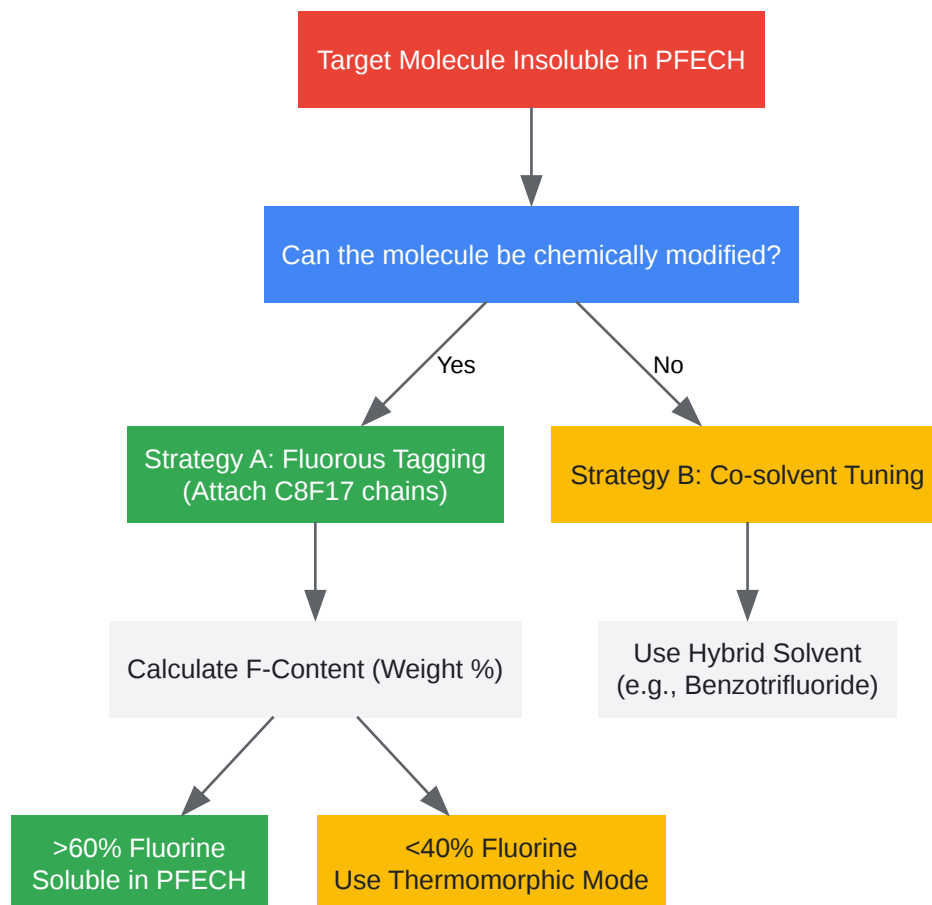 Target Molecule Insoluble in PFECH
Can the molecule be chemically modified?
Yes
No
Strategy A: Fluorous Tagging
(Attach C8F17 chains)
Strategy B: Co-solvent Tuning
Calculate F-Content (Weight %)
Use Hybrid Solvent
(e.g., Benzotrifluoride)
>60% Fluorine
Soluble in PFECH
<40% Fluorine
Use Thermomorphic Mode